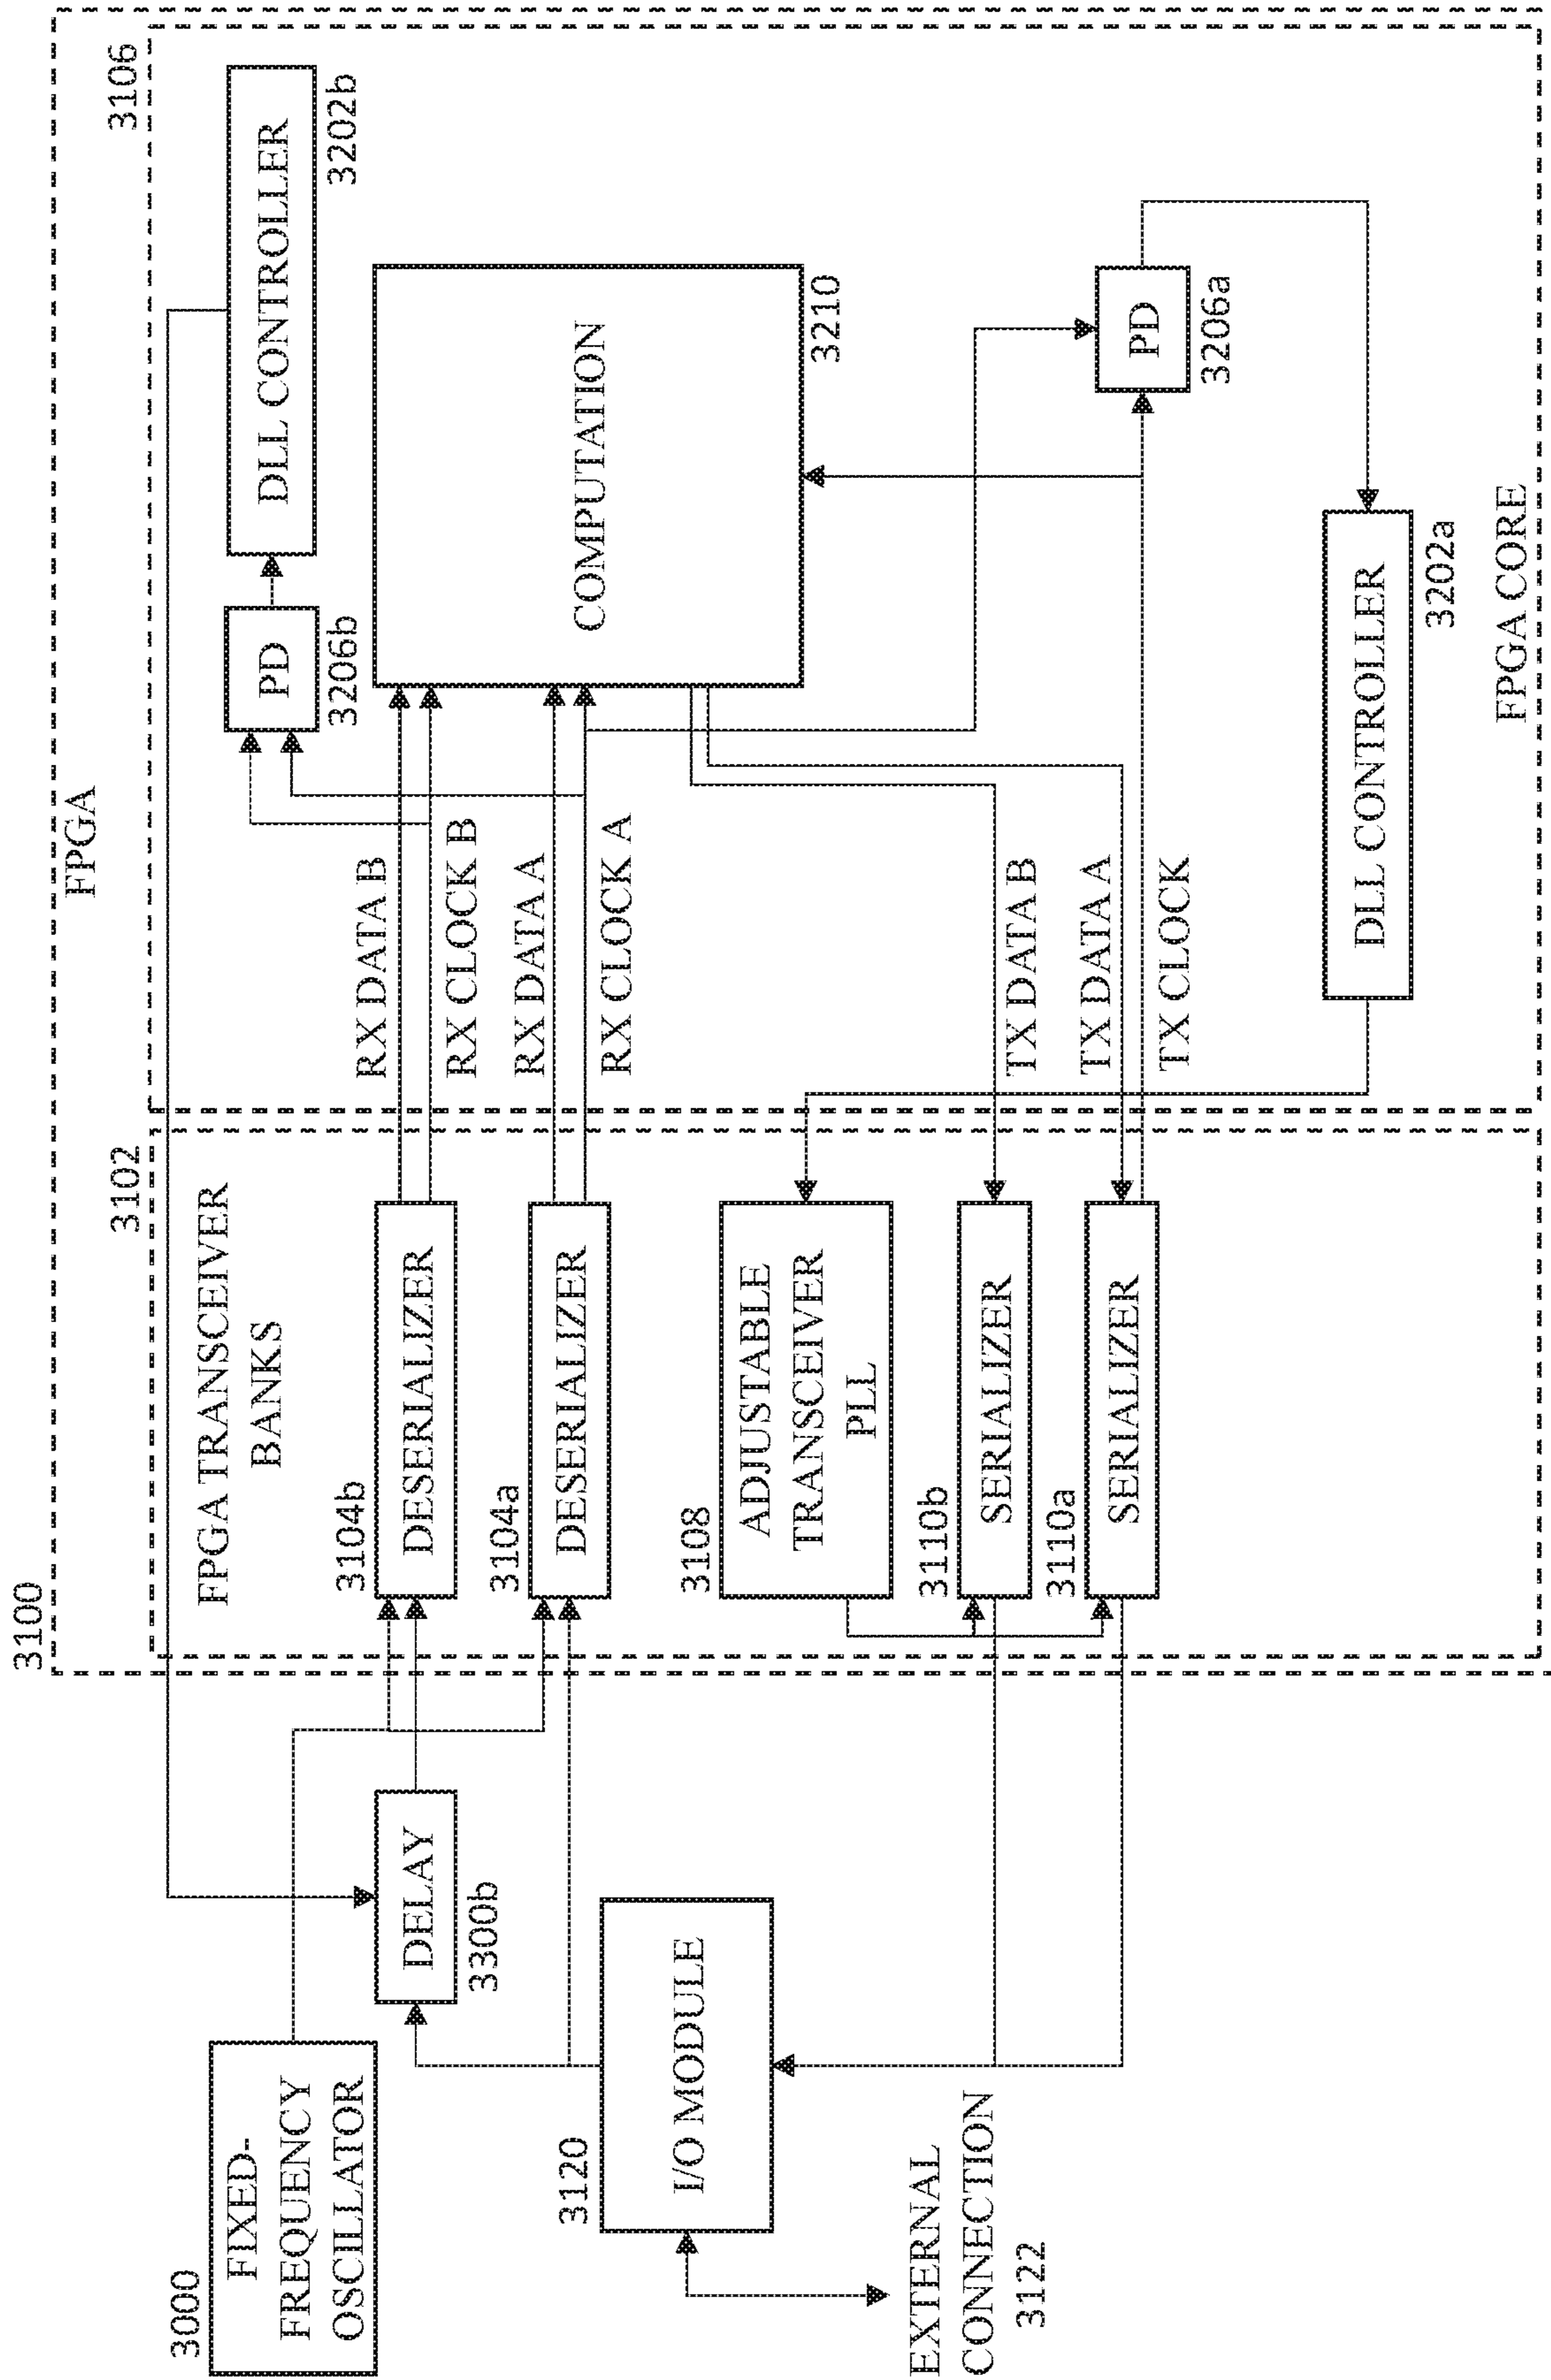 3100
FPGA
3102
3106
FPGA TRANSCEIVER
BANKS
3000
FIXED-
FREQUENCY
OSCILLATOR
DELAY
3300b
3104b
DESERIALIZER
3104a
DESERIALIZER
RX DATA B
RX CLOCK B
RX DATA A
RX CLOCK A
PD
3206b
DLL CONTROLLER
3202b
COMPUTATION
3210
3120
I/O MODULE
EXTERNAL
CONNECTION
3122
3108
ADJUSTABLE
TRANSCEIVER
PLL
3110b
SERIALIZER
3110a
SERIALIZER
TX DATA B
TX DATA A
TX CLOCK
PD
3206a
DLL CONTROLLER
3202a
FPGA CORE